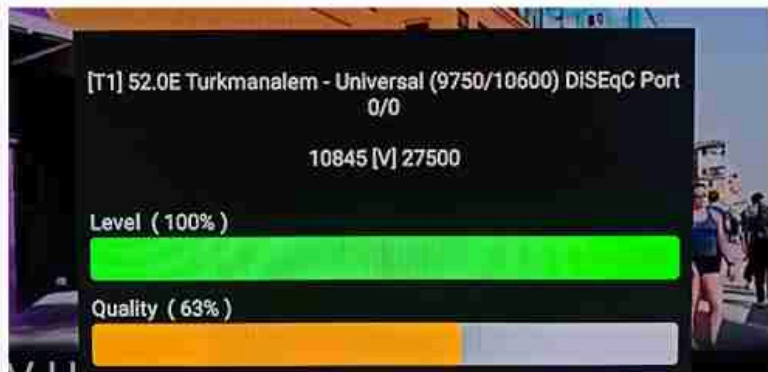 [T1] 52.0E Turkmanalem - Universal (9750/10600) DiSEqC Port
0/0
10845 [V] 27500
Level ( 100% )
Quality ( 63% )